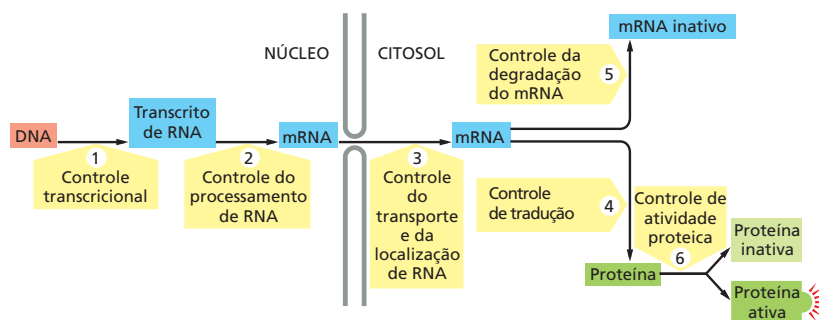 NÚCLEO
CITOSOL
DNA
1
Controle
transcricional
Transcrito
de RNA
2
Controle do
processamento
de RNA
mRNA
3
Controle
do
transporte
e da
localização
de RNA
mRNA
Controle da
degradação
do mRNA
5
mRNA inativo
Controle
de tradução
4
Proteína
Controle de
atividade
proteica
6
Proteína
inativa
Proteína
ativa